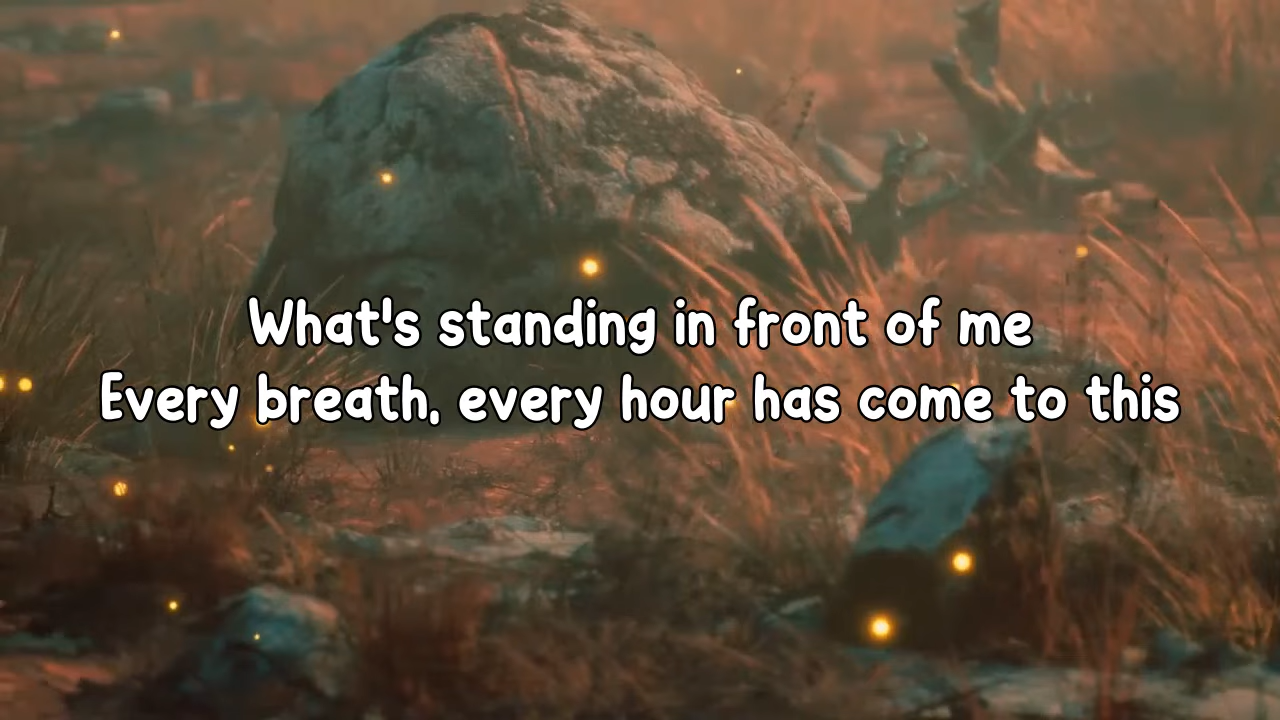 What's standing in front of me
Every breath, every hour has come to this